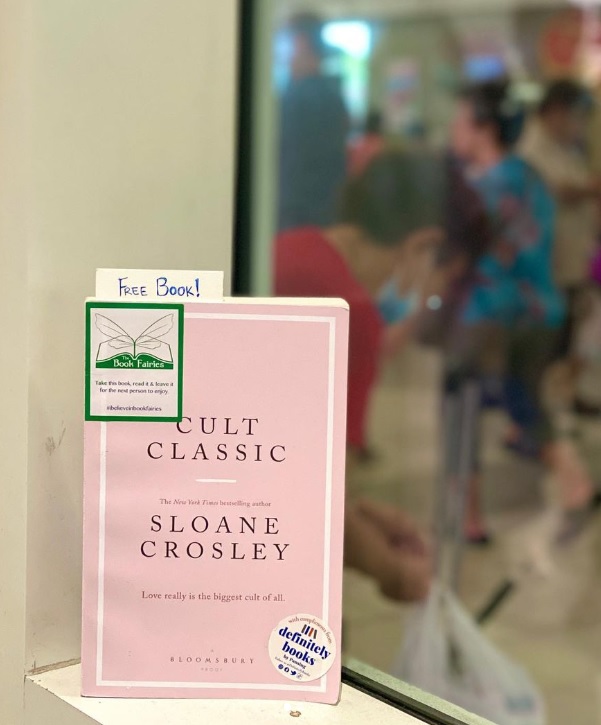 FREE BOOK!
The
Book Fairies
Take this book, read it & leave it
for the next person to enjoy.
@ibelieveinbookfairies
CULT
CLASSIC
The New York Times bestselling author
SLOANE
CROSLEY
Love really is the biggest cult of all.
BLOOMSBURY
PROOF
with compliments from
definitely
books